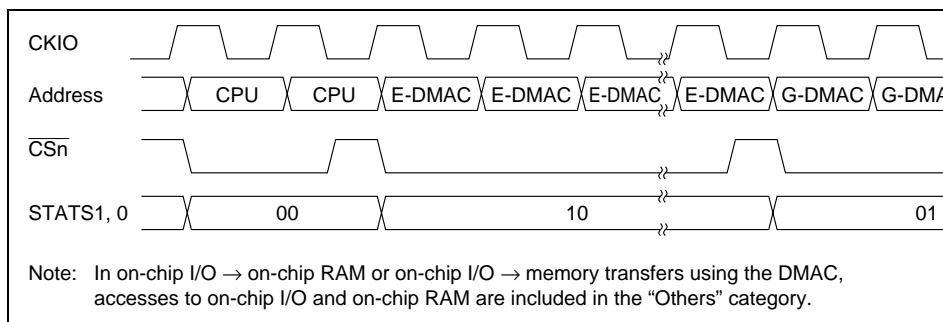 CKIO
Address CPU CPU E-DMAC E-DMAC E-DMAC E-DMAC G-DMAC G-DMA
CSn
STATS1, 0 00 10 01
Note: In on-chip I/O → on-chip RAM or on-chip I/O → memory transfers using the DMAC,
accesses to on-chip I/O and on-chip RAM are included in the “Others” category.